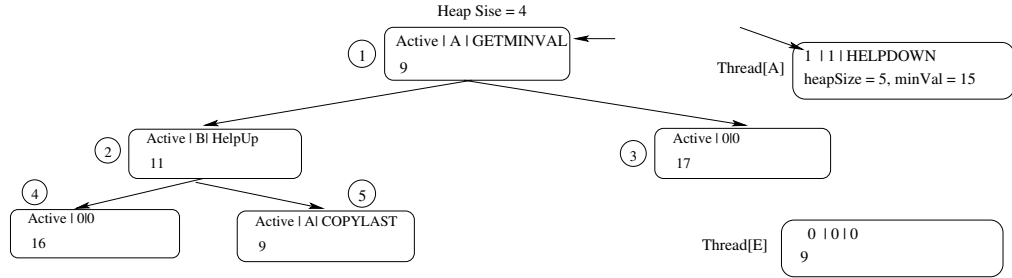 Heap Sise = 4
1
Active | A | GETMINVAL
9
Thread[A]
1 | 1 | HELPDOWN
heapSize = 5, minVal = 15
2
Active | B| HelpUp
11
3
Active | 0|0
17
4
Active | 0|0
16
5
Active | A| COPYLAST
9
Thread[E]
0 | 0 | 0
9